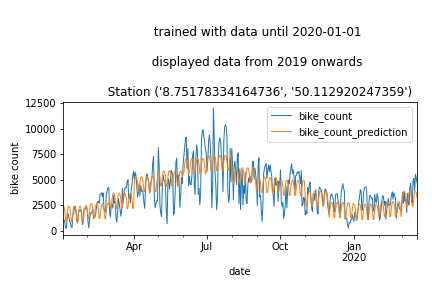 trained with data until 2020-01-01
displayed data from 2019 onwards
Station ('8.75178334164736', '50.112920247359')
12500
10000
7500
5000
2500
0
bike count
bike_count
bike_count_prediction
Apr
Jul
Oct
Jan
2020
date